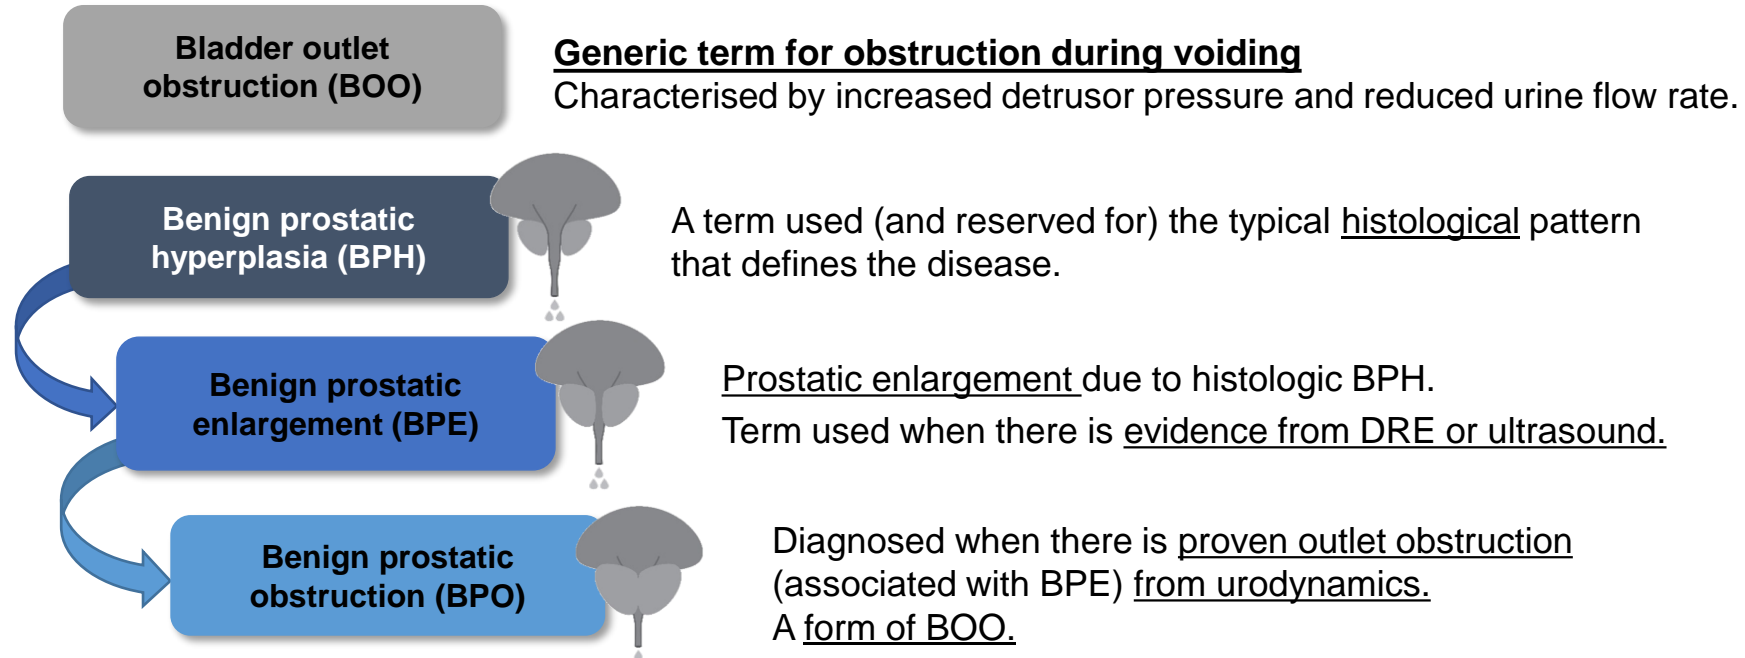 Bladder outlet
obstruction (BOO)
Generic term for obstruction during voiding
Characterised by increased detrusor pressure and reduced urine flow rate.
Benign prostatic
hyperplasia (BPH)
A term used (and reserved for) the typical histological pattern
that defines the disease.
Benign prostatic
enlargement (BPE)
Prostatic enlargement due to histologic BPH.
Term used when there is evidence from DRE or ultrasound.
Benign prostatic
obstruction (BPO)
Diagnosed when there is proven outlet obstruction
(associated with BPE) from urodynamics.
A form of BOO.